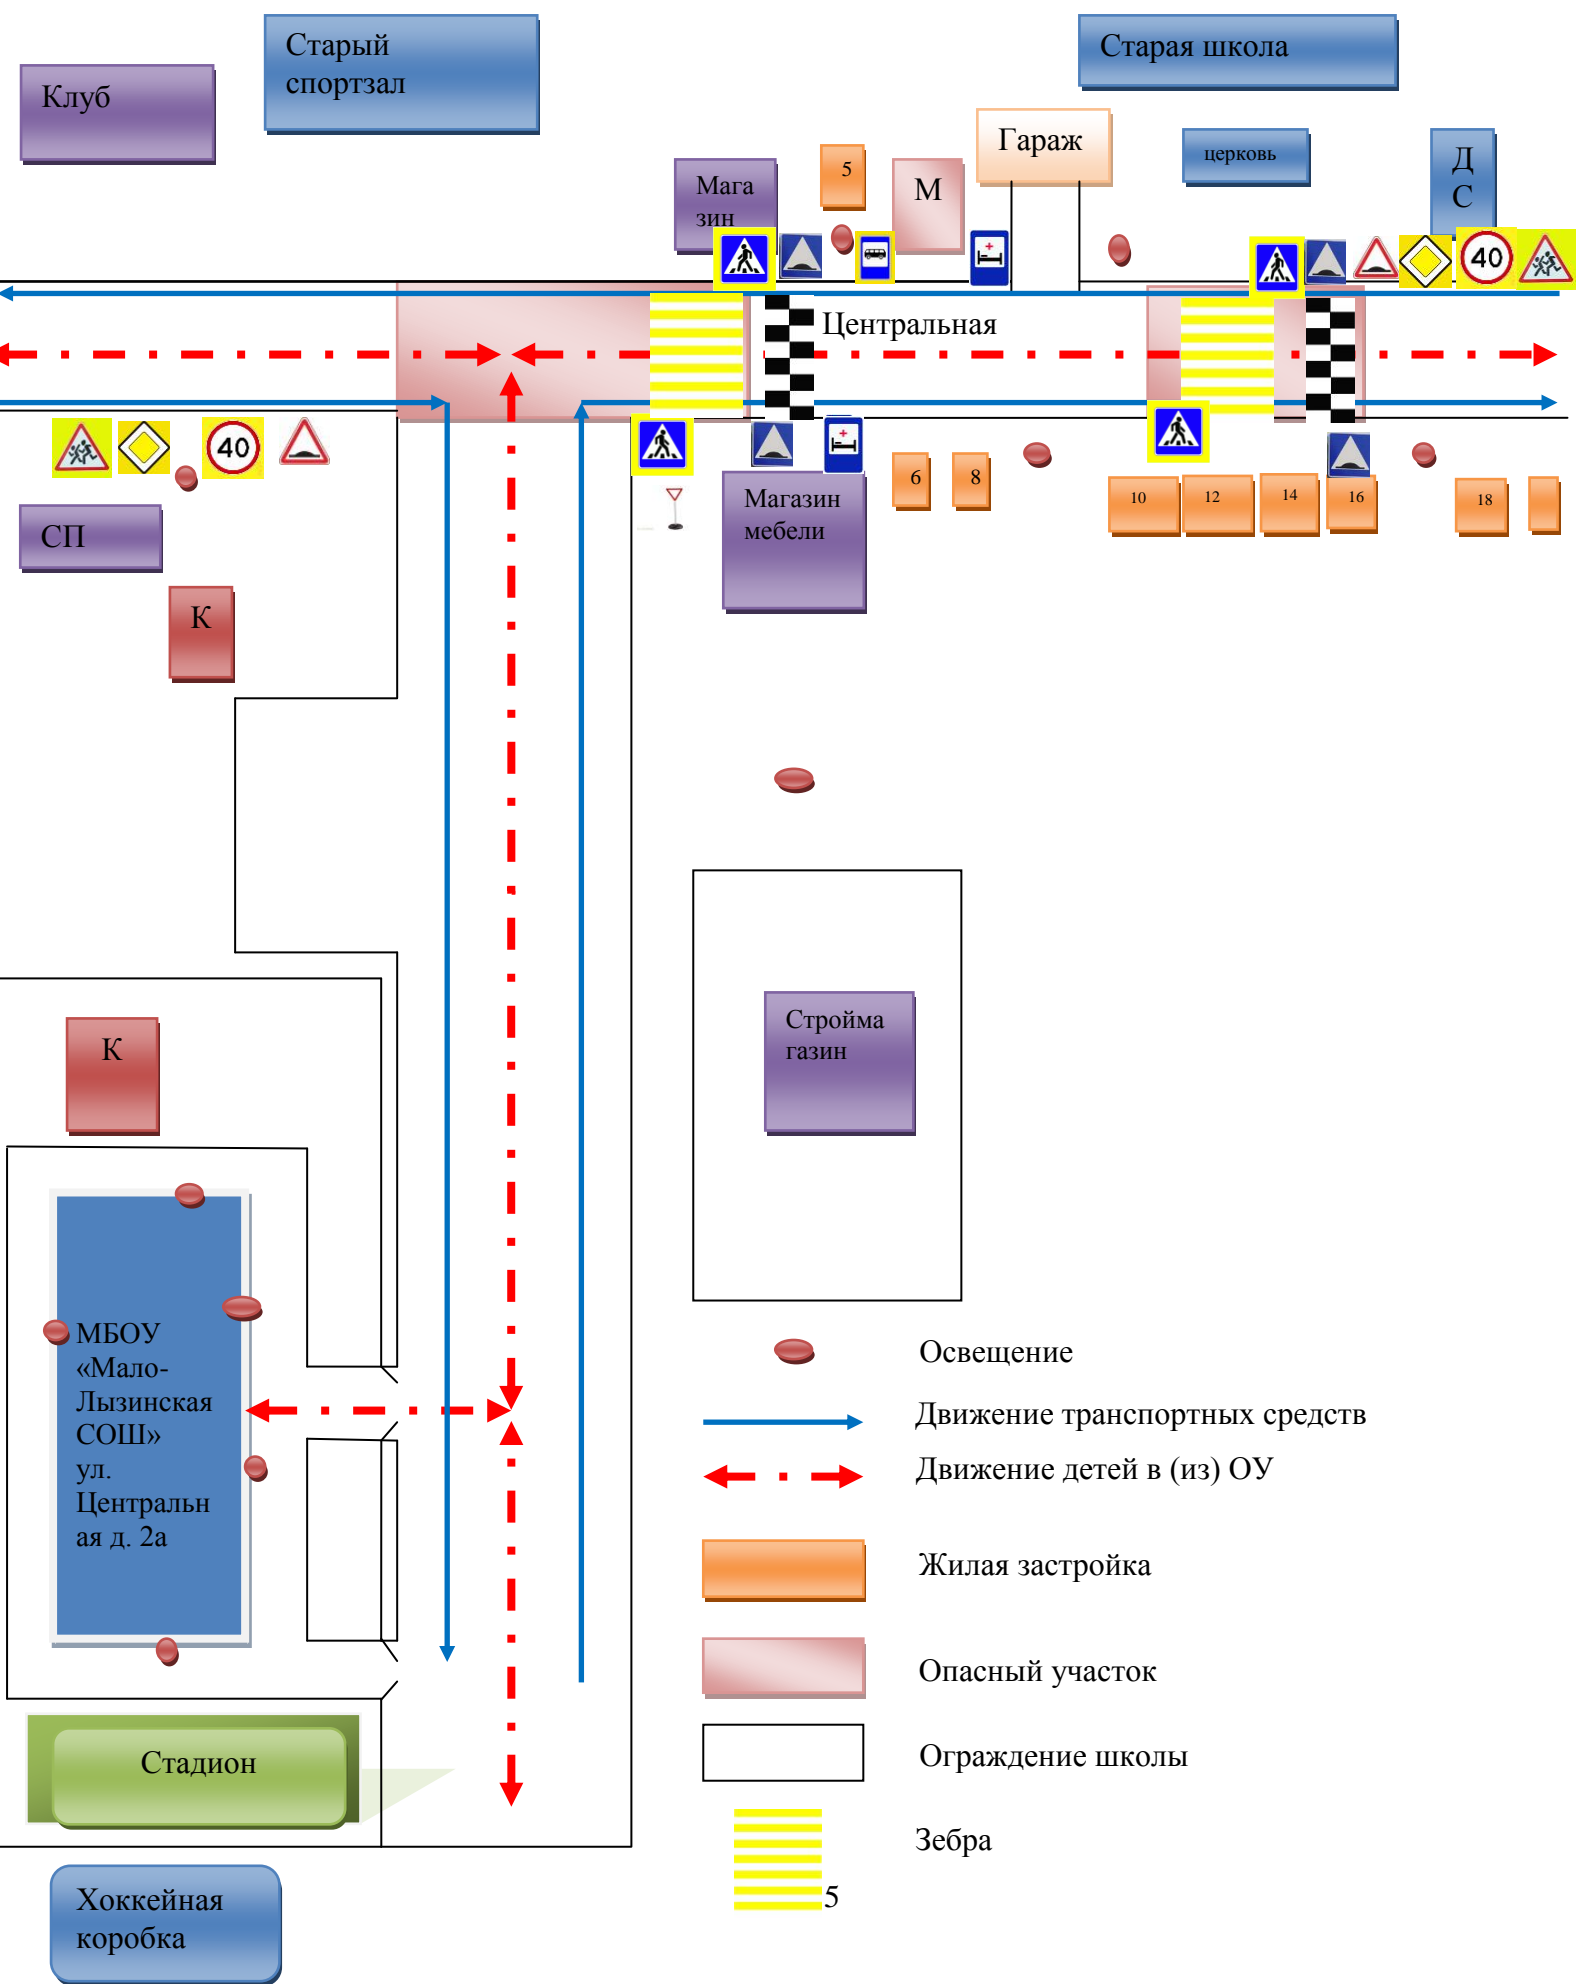 Старый
спортзал
Старая школа
Клуб
Гараж
церковь
Д
С
Мага
зин
5
М
40
Центральная
40
СП
К
Магазин
мебели
6
8
10
12
14
16
18
К
Стройма
газин
МБОУ
«Мало-
Лызинская
СОШ»
ул.
Центральн
ая д. 2а
Освещение
Движение транспортных средств
Движение детей в (из) ОУ
Жилая застройка
Опасный участок
Ограждение школы
Зебра
5
Стадион
Хоккейная
коробка